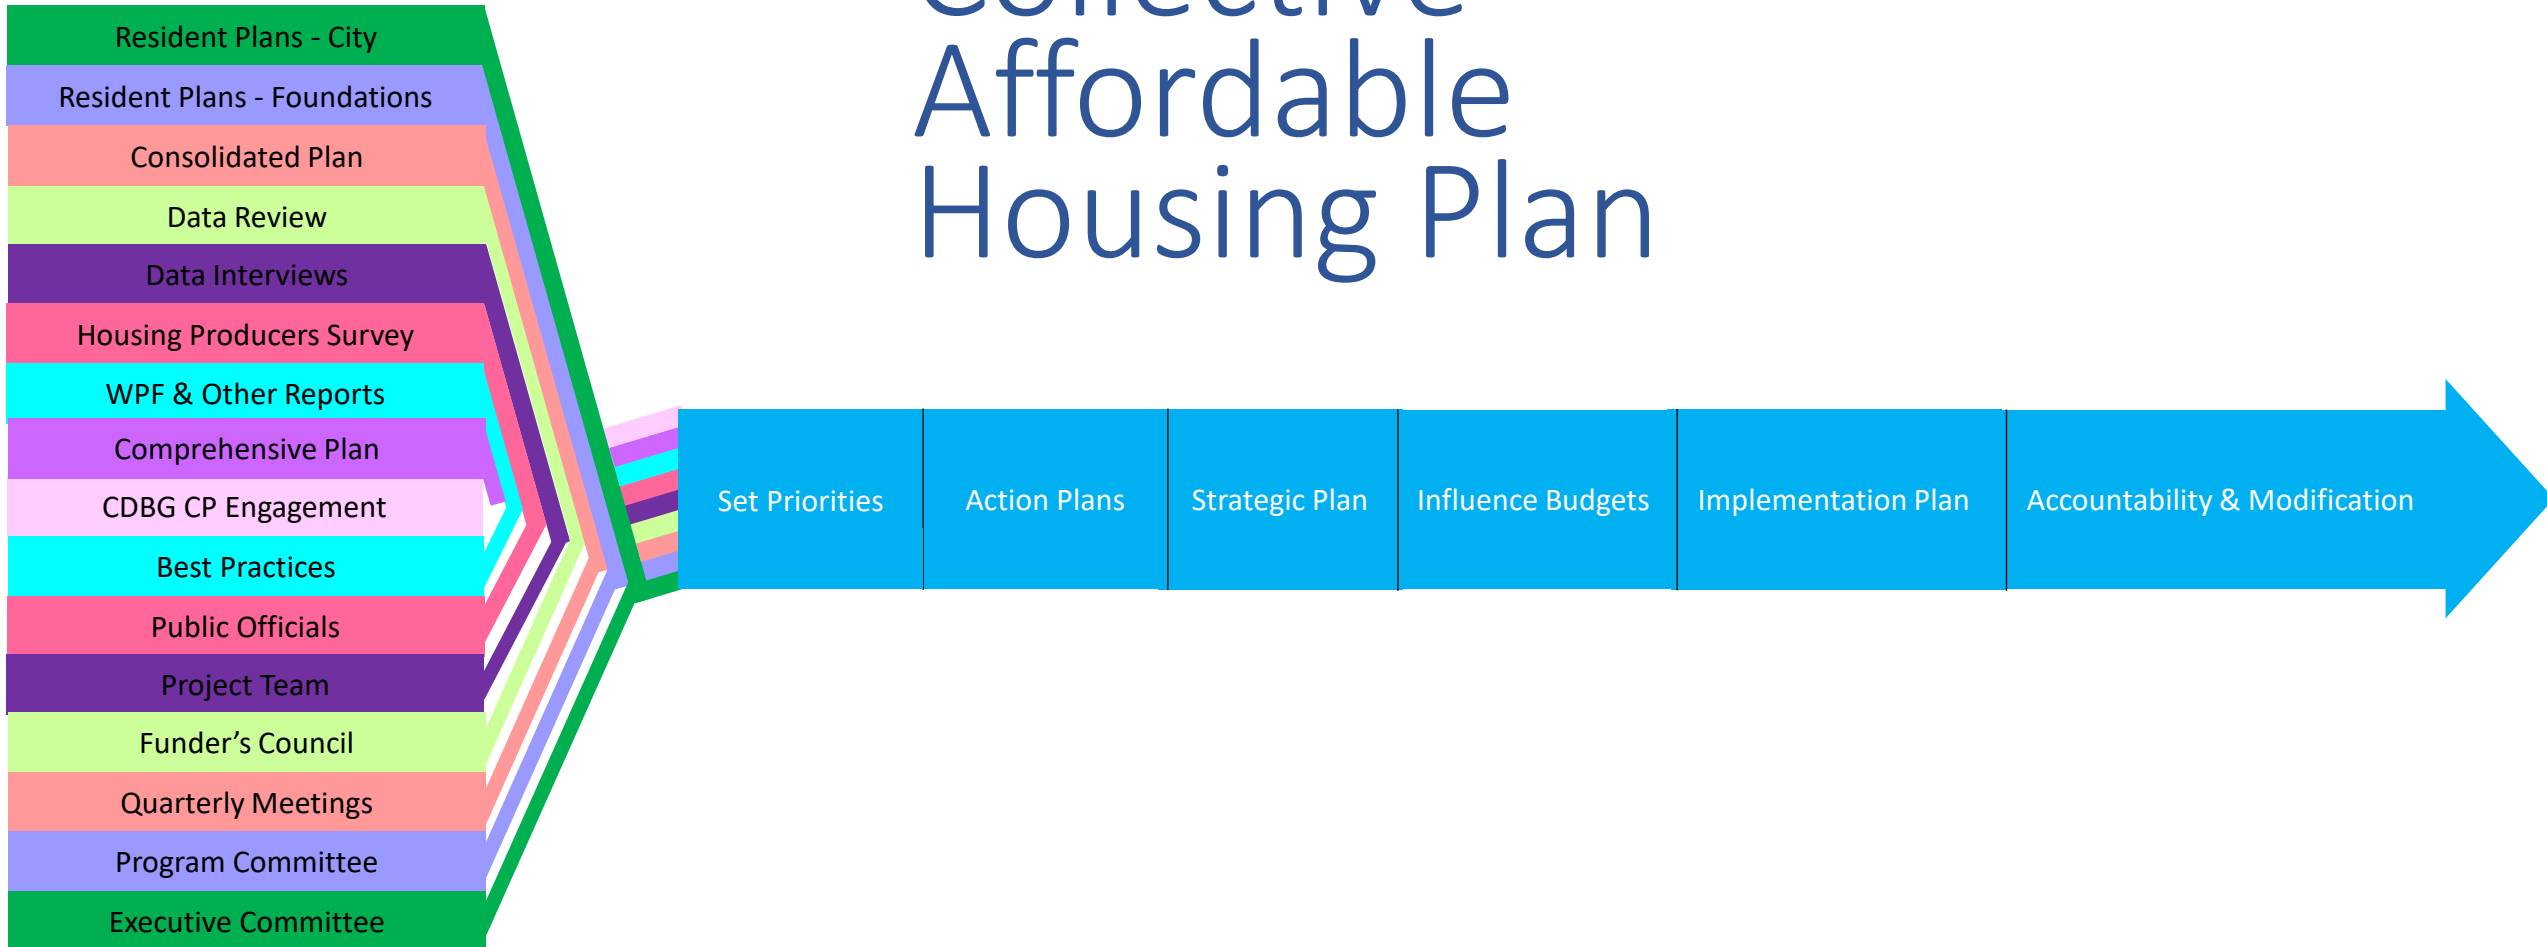 Collective
Affordable
Housing Plan
Resident Plans - City
Resident Plans - Foundations
Consolidated Plan
Data Review
Data Interviews
Housing Producers Survey
WPF & Other Reports
Comprehensive Plan
CDBG CP Engagement
Best Practices
Public Officials
Project Team
Funder’s Council
Quarterly Meetings
Program Committee
Executive Committee
Set Priorities
Action Plans
Strategic Plan
Influence Budgets
Implementation Plan
Accountability & Modification